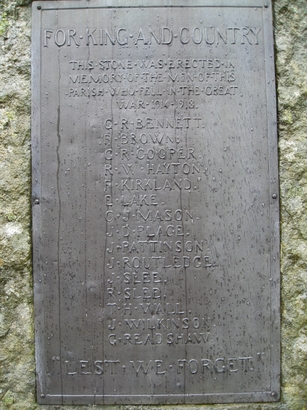 FOR·KING·AND·COUNTRY
THIS·STONE·WAS·ERECTED·IN
MEMORY·OF·THE·MEN·OF·THIS
PARISH·WHO·FELL·IN·THE·GREAT
WAR·1914-1918.
C·R·BENNETT.
BROWN.
COOPER.
HAYTON.
KIRKLAND.
LAKE.
C·J·MASON.
PLACE.
J·PATTINSON.
J·ROUTLEDGE.
J·SLEE.
SLEE.
WALL.
J·WILKINSON.
G·READSHAW.
"LEST·WE·FORGET."